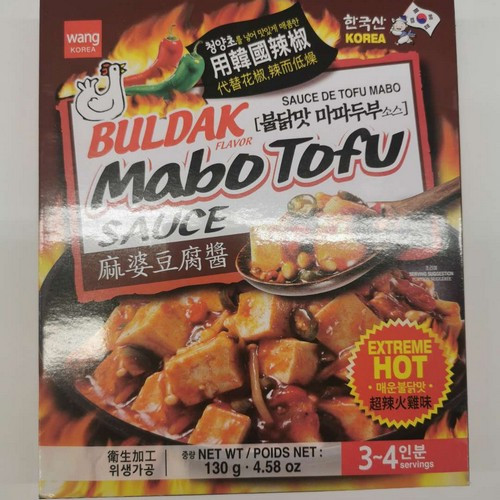 wang
KOREA
청양초를 넣어 맛있게 매콤한
用韓國辣椒
代替花椒,辣而低燥
한국산
KOREA
SAUCE DE TOFU MABO
BULDAK
FLAVOR
[불닭맛 마파두부소스]
Mabo Tofu
SAUCE
麻婆豆腐醬
SERVING SUGGESTION
EXTREME
HOT
· 매운불닭맛 ·
超辣火雞味
衛生加工
위생가공
중량 NET WT / POIDS NET :
130 g · 4.58 oz
3~4인분
servings